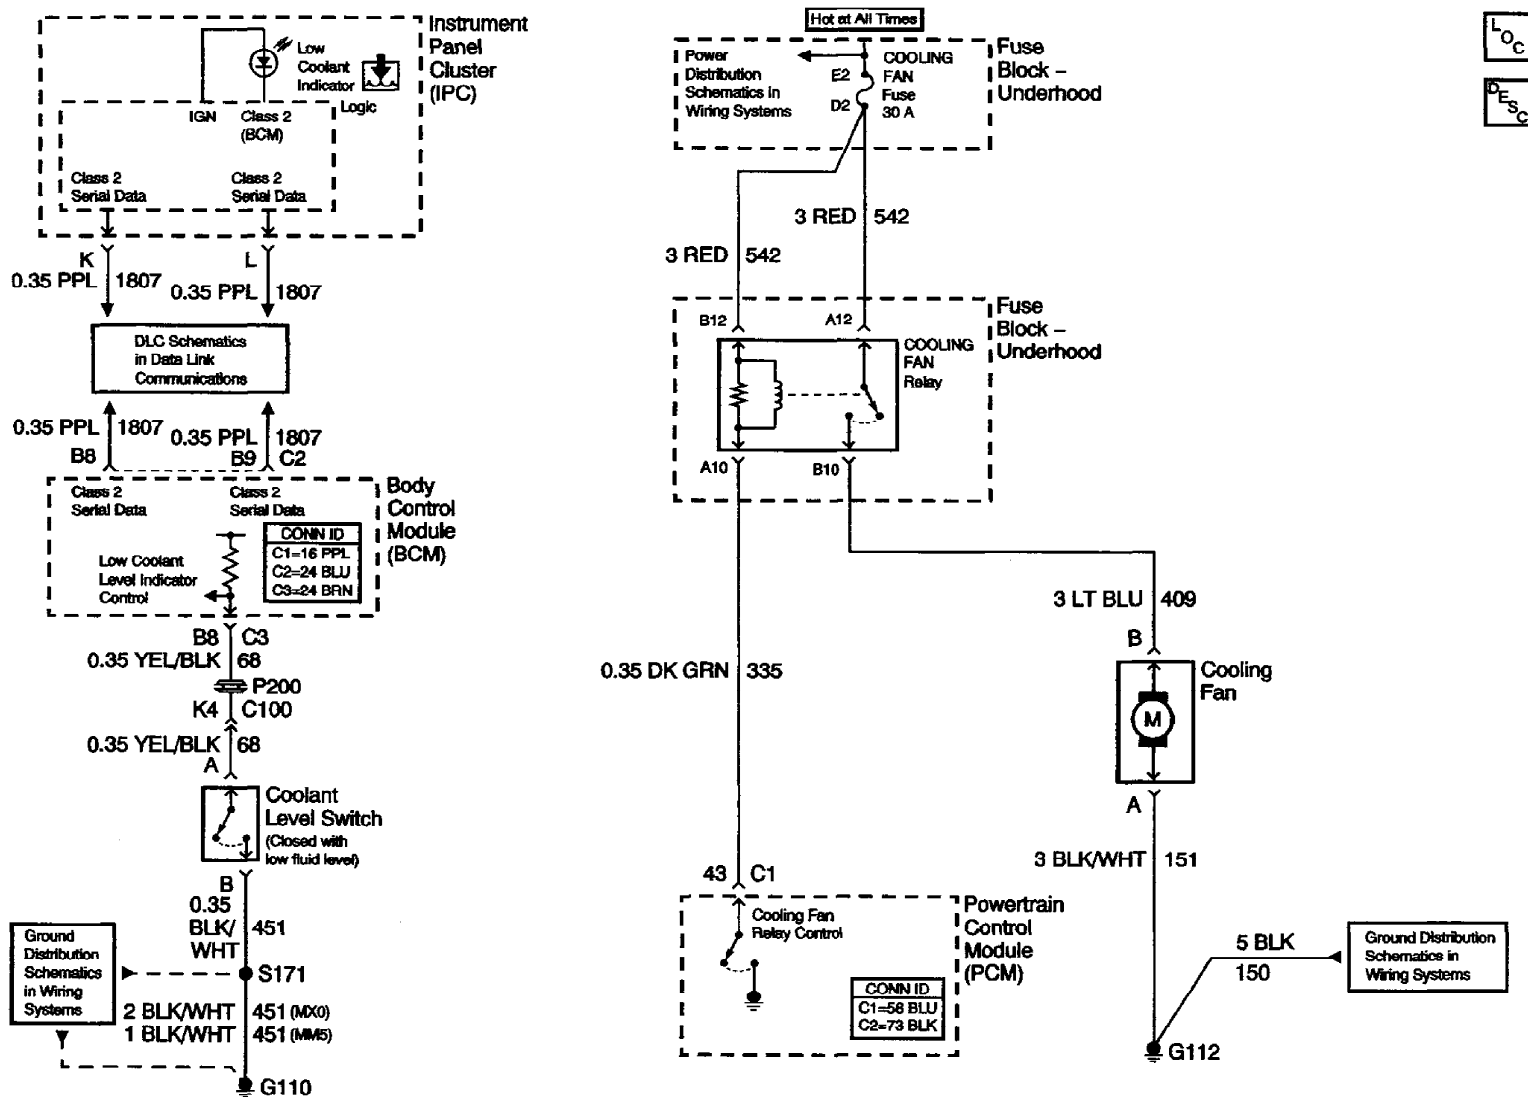 Instrument
Panel
Cluster
(IPC)
Low
Coolant
Indicator
Logic
IGN
Class 2
(BCM)
Class 2
Serial Data
Class 2
Serial Data
K
L
0.35 PPL 1807
0.35 PPL 1807
DLC Schematics
in Data Link
Communications
0.35 PPL 1807
0.35 PPL 1807
B8
B9 C2
Body
Control
Module
(BCM)
Class 2
Serial Data
Class 2
Serial Data
CONN ID
C1=16 PPL
C2=24 BLU
C3=24 BRN
Low Coolant
Level Indicator
Control
B8 C3
0.35 YEL/BLK 68
P200
K4 C100
0.35 YEL/BLK 68
A
Coolant
Level Switch
(Closed with
low fluid level)
B
0.35
BLK/
WHT
451
Ground
Distribution
Schematics
in Wiring
Systems
S171
2 BLK/WHT 451 (MX0)
1 BLK/WHT 451 (MM5)
G110
Hot at All Times
Power
Distribution
Schematics in
Wiring Systems
E2
D2
COOLING
FAN
Fuse
30 A
Fuse
Block –
Underhood
3 RED 542
3 RED 542
Fuse
Block –
Underhood
B12
A12
COOLING
FAN
Relay
A10
B10
0.35 DK GRN 335
3 LT BLU 409
B
Cooling
Fan
M
A
3 BLK/WHT 151
43 C1
Cooling Fan
Relay Control
Powertrain
Control
Module
(PCM)
CONN ID
C1=58 BLU
C2=73 BLK
5 BLK
150
Ground Distribution
Schematics in
Wiring Systems
G112
LOC
DESC